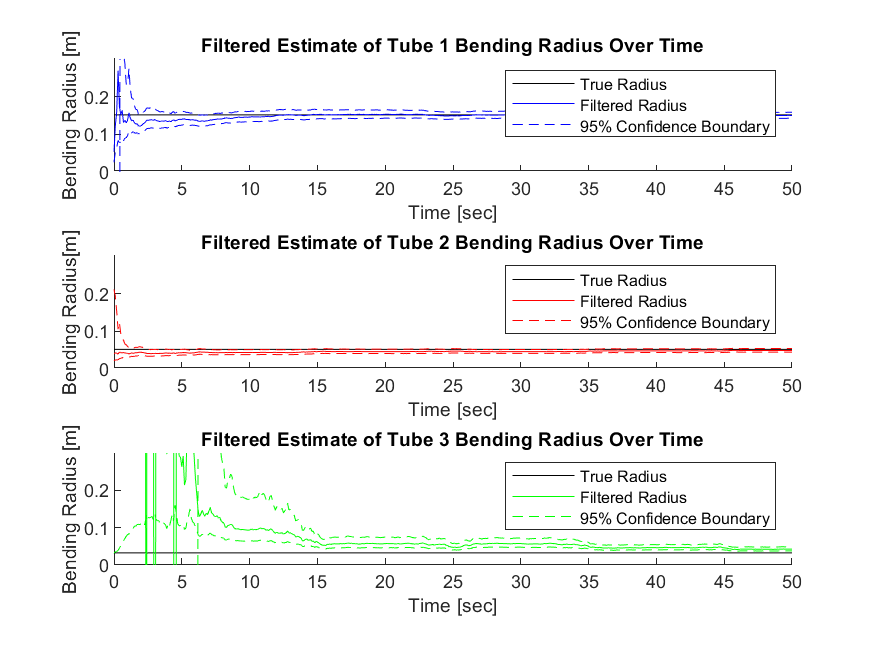 Filtered Estimate of Tube 1 Bending Radius Over Time
Bending Radius [m]
0.2
0.1
0
True Radius
Filtered Radius
95% Confidence Boundary
0 5 10 15 20 25 30 35 40 45 50
Time [sec]
Filtered Estimate of Tube 2 Bending Radius Over Time
Bending Radius[m]
0.2
0.1
0
True Radius
Filtered Radius
95% Confidence Boundary
0 5 10 15 20 25 30 35 40 45 50
Time [sec]
Filtered Estimate of Tube 3 Bending Radius Over Time
Bending Radius [m]
0.2
0.1
0
True Radius
Filtered Radius
95% Confidence Boundary
0 5 10 15 20 25 30 35 40 45 50
Time [sec]